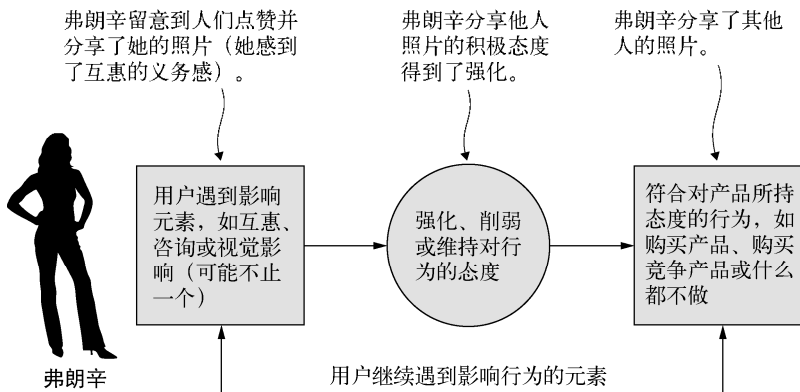 弗朗辛留意到人们点赞并
分享了她的照片（她感到
了互惠的义务感）。
弗朗辛分享他人
照片的积极态度
得到了强化。
弗朗辛分享了其他
人的照片。
用户遇到影响
元素，如互惠、
咨询或视觉影
响（可能不止
一个）
强化、削弱
或维持对行
为的态度
符合对产品所持
态度的行为，如
购买产品、购买
竞争产品或什么
都不做
弗朗辛
用户继续遇到影响行为的元素